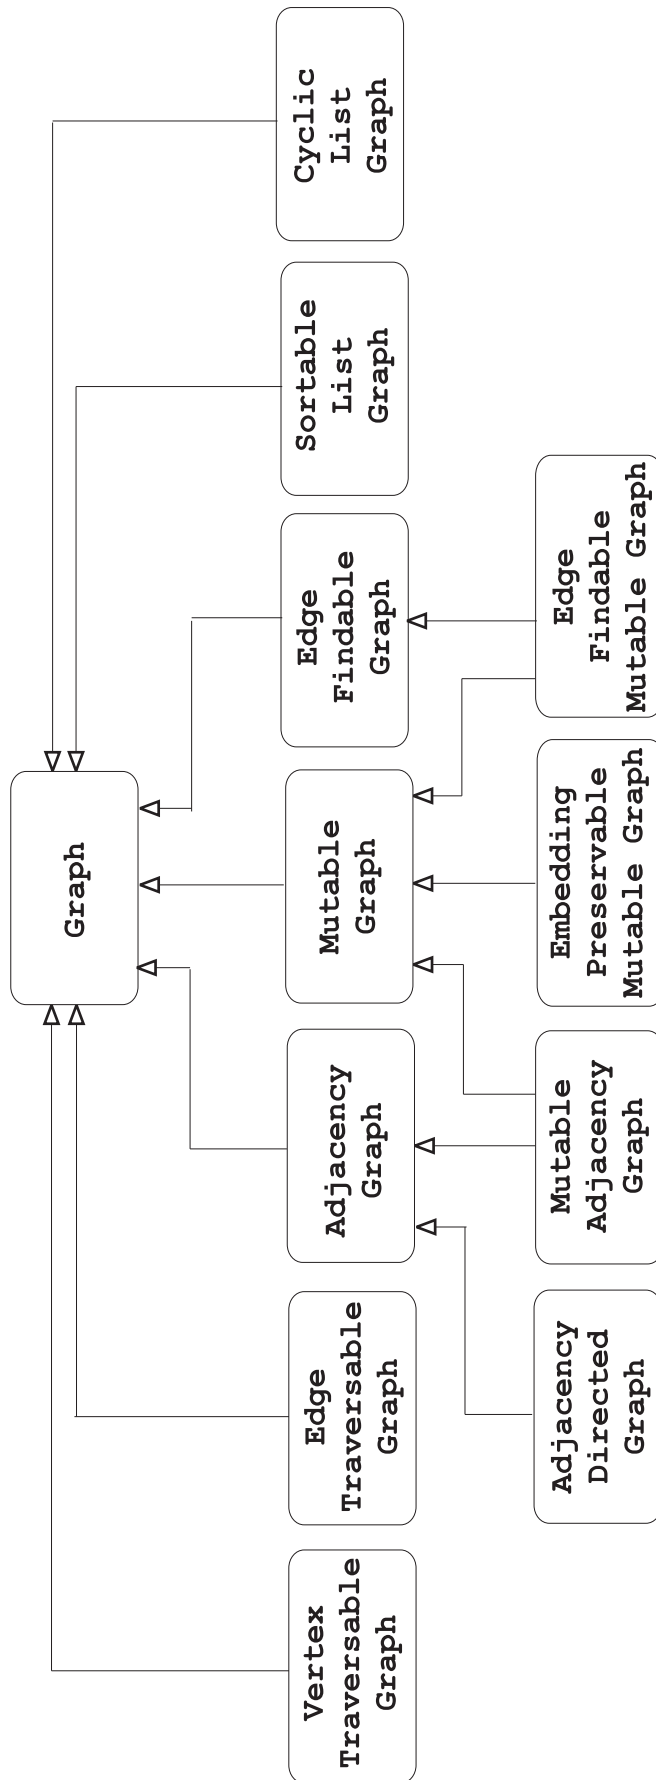 Graph
Vertex
Traversable
Graph
Edge
Traversable
Graph
Adjacency
Graph
Mutable
Graph
Edge
Findable
Graph
Sortable
List
Graph
Cyclic
List
Graph
Adjacency
Directed
Graph
Mutable
Adjacency
Graph
Embedding
Preservable
Mutable Graph
Edge
Findable
Mutable Graph